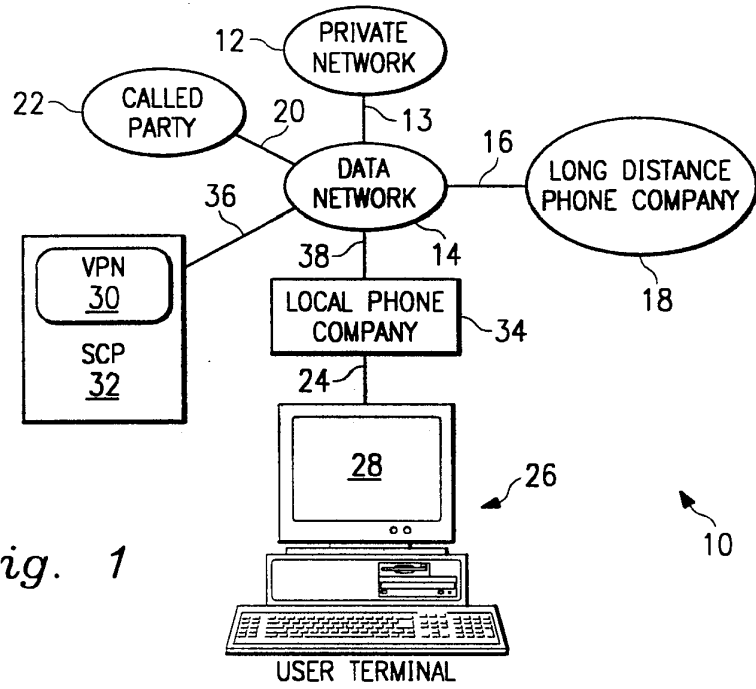 12
PRIVATE
NETWORK
22
CALLED
PARTY
20
13
DATA
NETWORK
16
LONG DISTANCE
PHONE COMPANY
36
38
14
18
VPN
30
SCP
32
LOCAL PHONE
COMPANY
34
24
28
26
10
ig. 1
USER TERMINAL